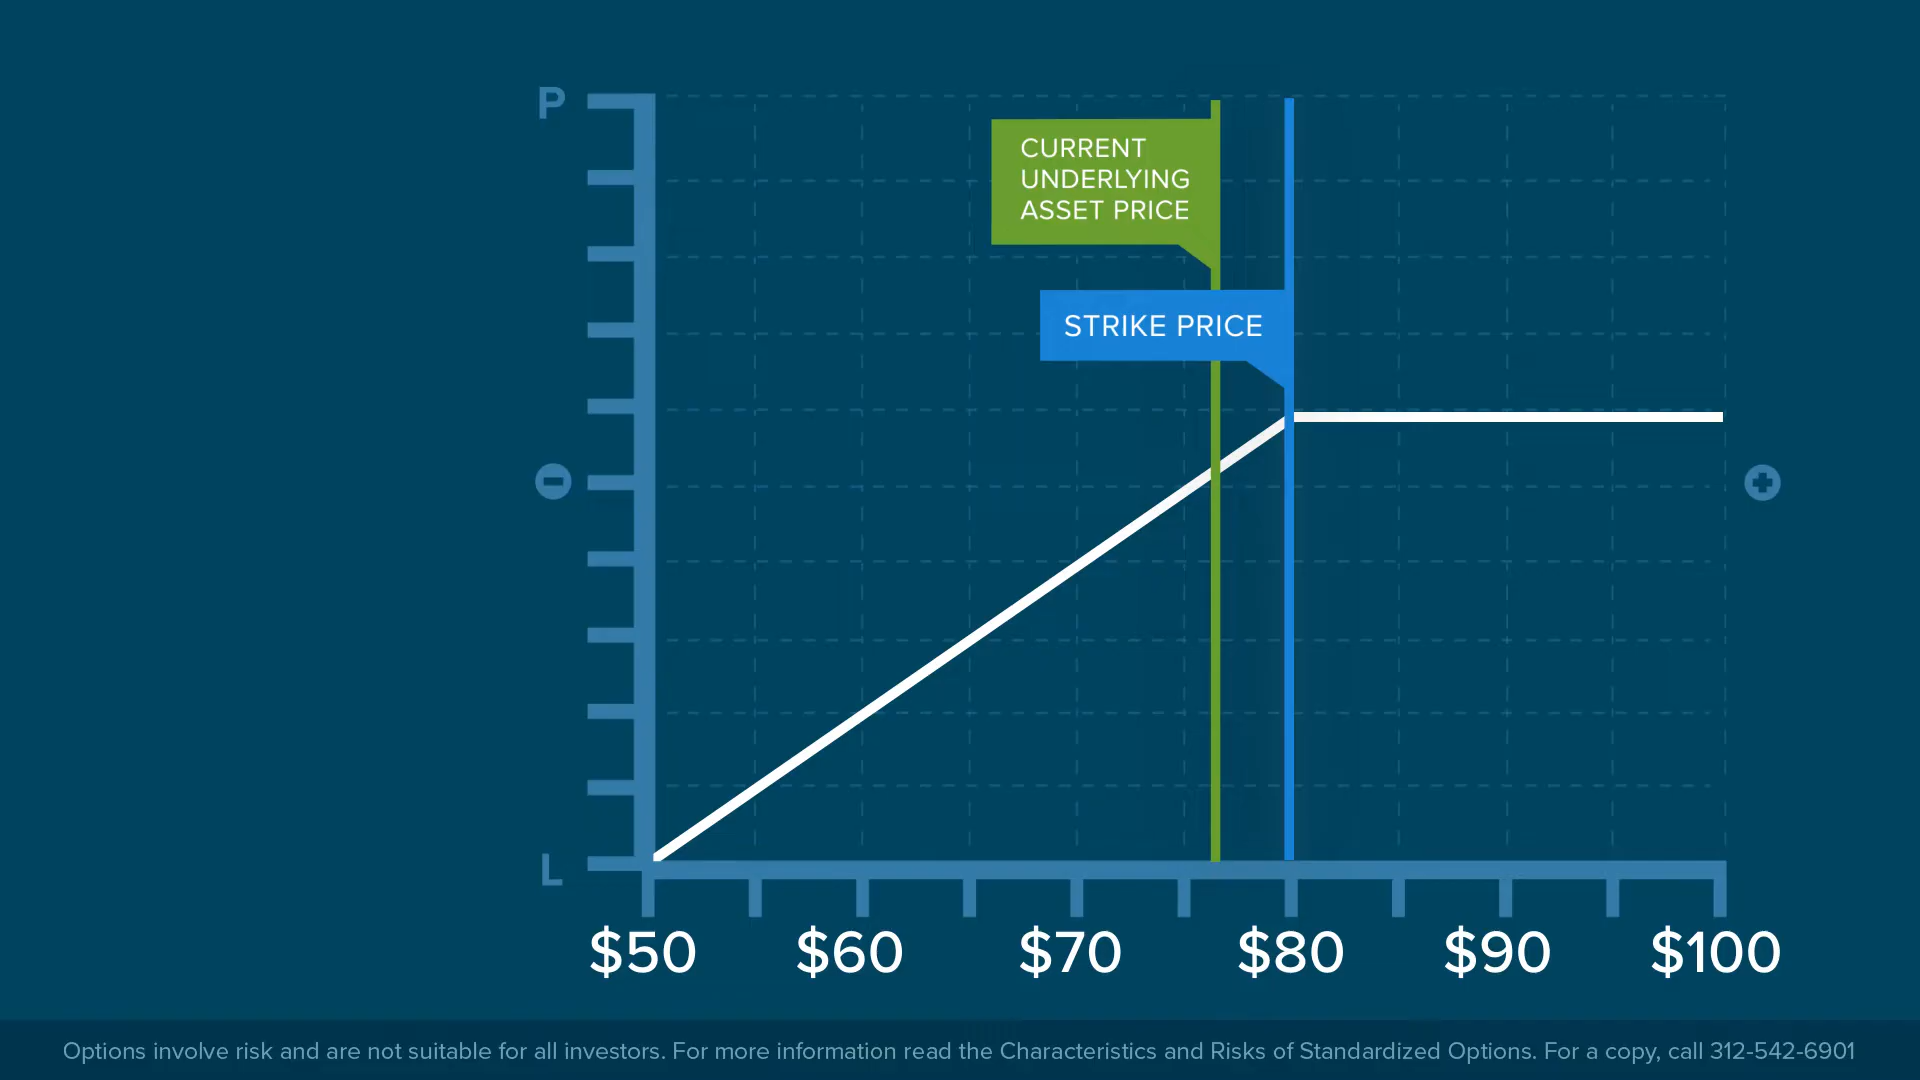 P
CURRENT
UNDERLYING
ASSET PRICE
STRIKE PRICE
L
$50 $60 $70 $80 $90 $100
Options involve risk and are not suitable for all investors. For more information read the Characteristics and Risks of Standardized Options. For a copy, call 312-542-6901